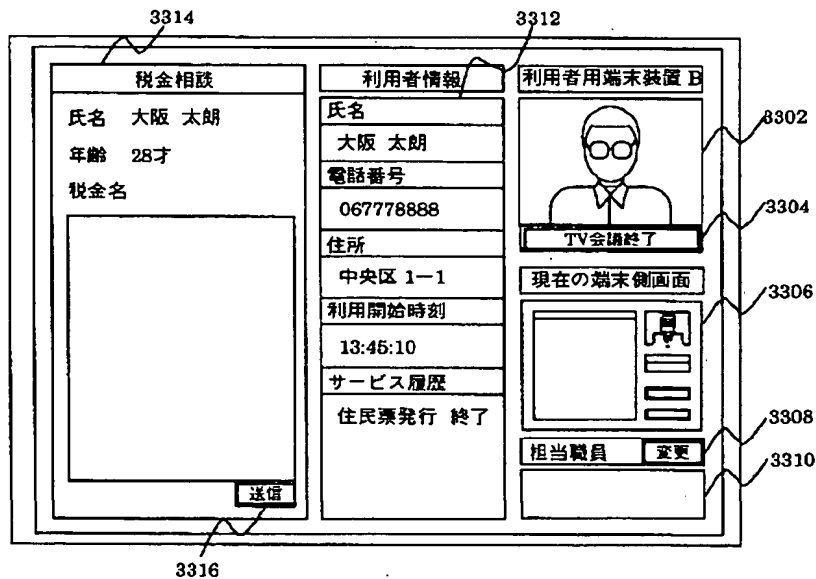 3314
3312
税金相談
氏名 大阪 太朗
年齢 28才
税金名
送信
3316
利用者情報
氏名
大阪 太朗
電話番号
067778888
住所
中央区 1－1
利用開始時刻
13:45:10
サービス履歴
住民票発行 終了
利用者用端末装置 B
3302
TV会議終了
3304
現在の端末側画面
3306
担当職員 変更
3308
3310